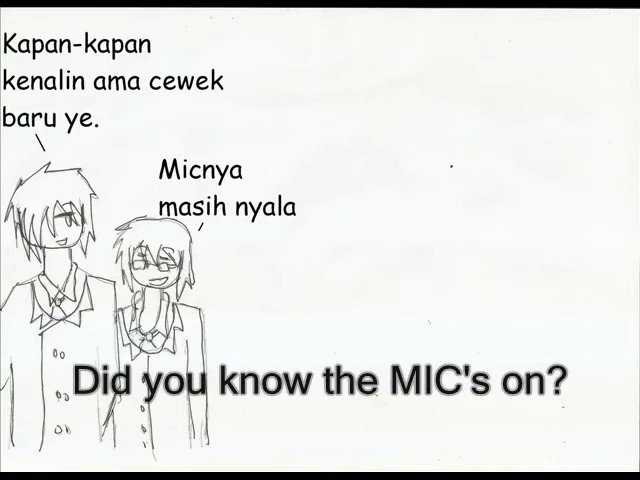 Kapan-kapan
kenalin ama cewek
baru ye.
Micnya
masih nyala
Did you know the MIC's on?